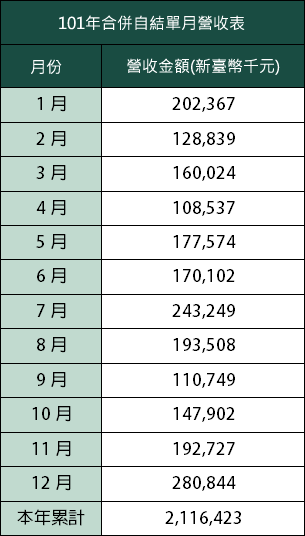 101年合併自結單月營收表
月份 營收金額(新臺幣千元)
1 月 202,367
2 月 128,839
3 月 160,024
4 月 108,537
5 月 177,574
6 月 170,102
7 月 243,249
8 月 193,508
9 月 110,749
10 月 147,902
11 月 192,727
12 月 280,844
本年累計 2,116,423